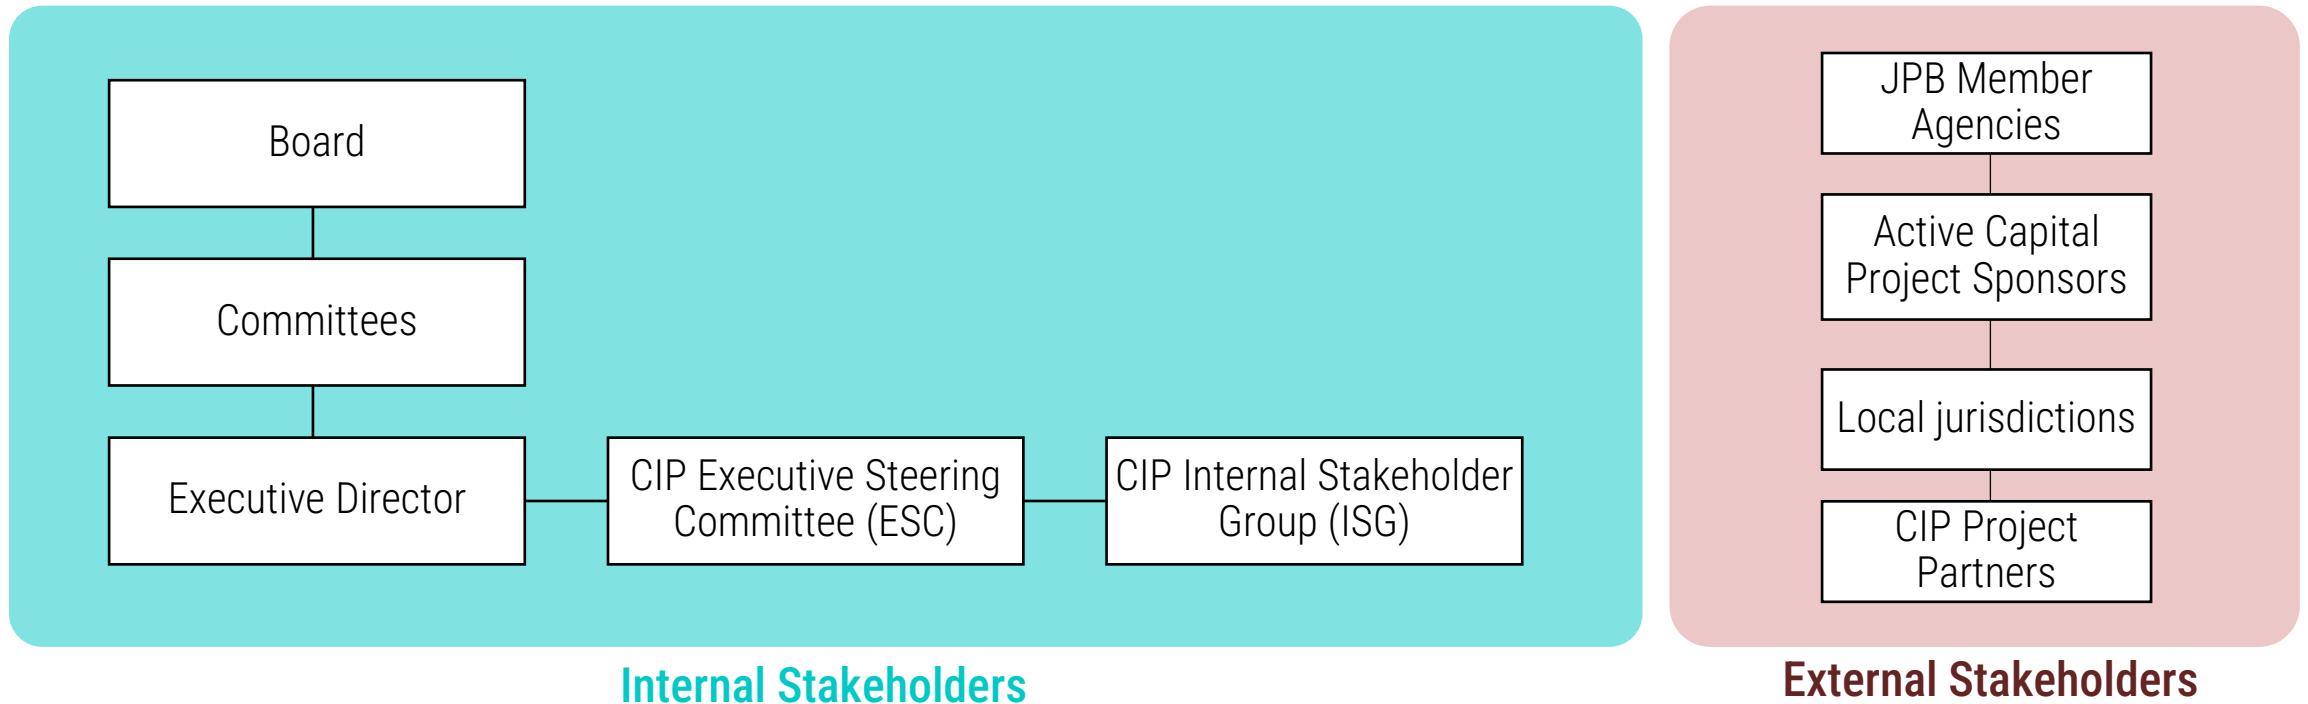 Board
Committees
Executive Director
CIP Executive Steering
Committee (ESC)
CIP Internal Stakeholder
Group (ISG)
Internal Stakeholders
JPB Member
Agencies
Active Capital
Project Sponsors
Local jurisdictions
CIP Project
Partners
External Stakeholders